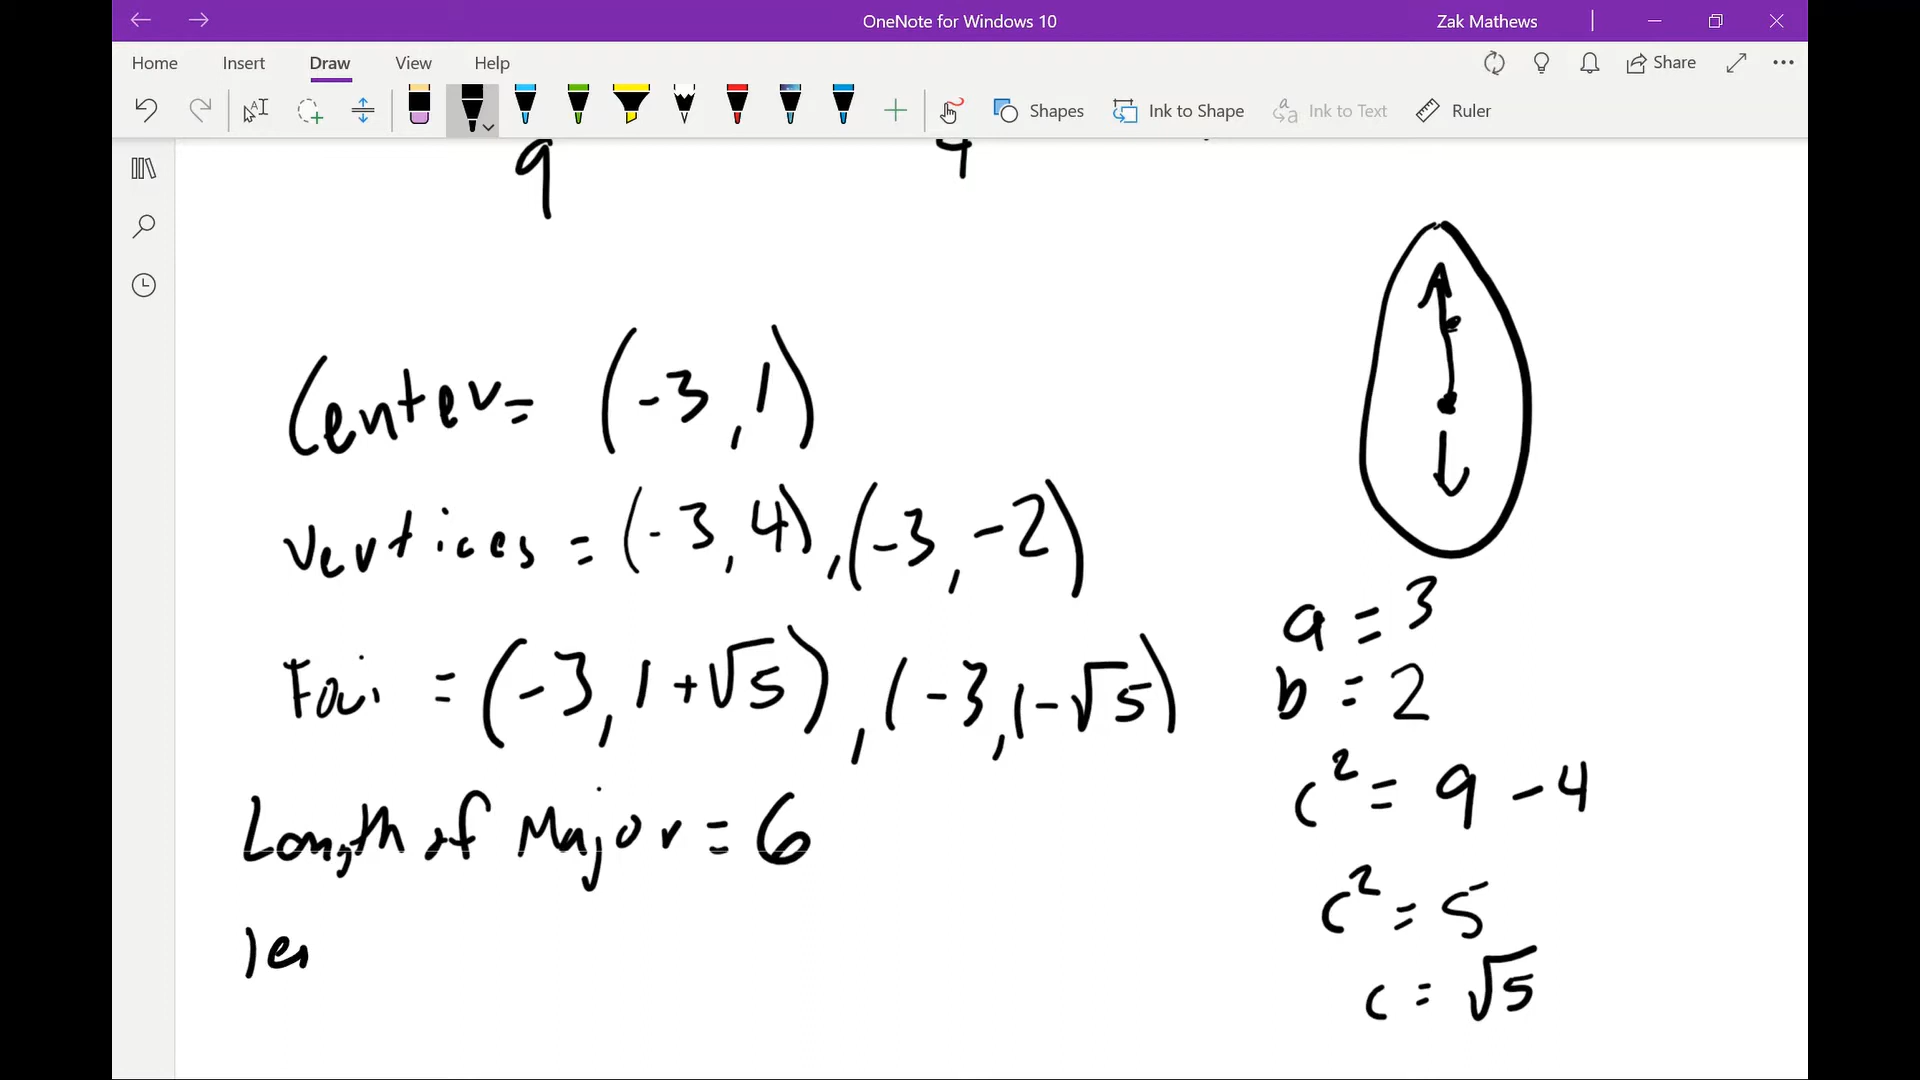 OneNote for Windows 10
Zak Mathews
Home Insert Draw View Help
Share
Shapes Ink to Shape Ink to Text Ruler
9
4
Center = (-3, 1)
Vertices = (-3, 4), (-3, -2)
Foci = (-3, 1+√5), (-3, 1-√5)
Length of Major = 6
len
a = 3
b = 2
c² = 9 - 4
c² = 5
c = √5